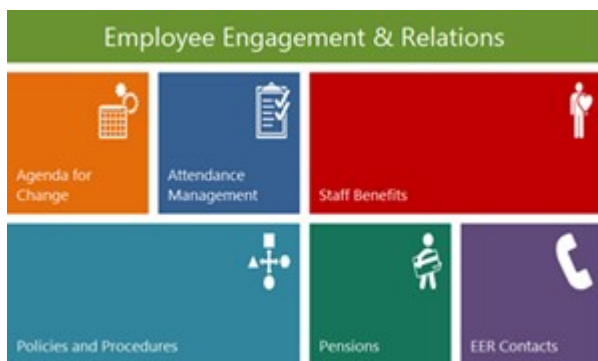 Employee Engagement & Relations
Agenda for
Change
Attendance
Management
Staff Benefits
Policies and Procedures
Pensions
EER Contacts